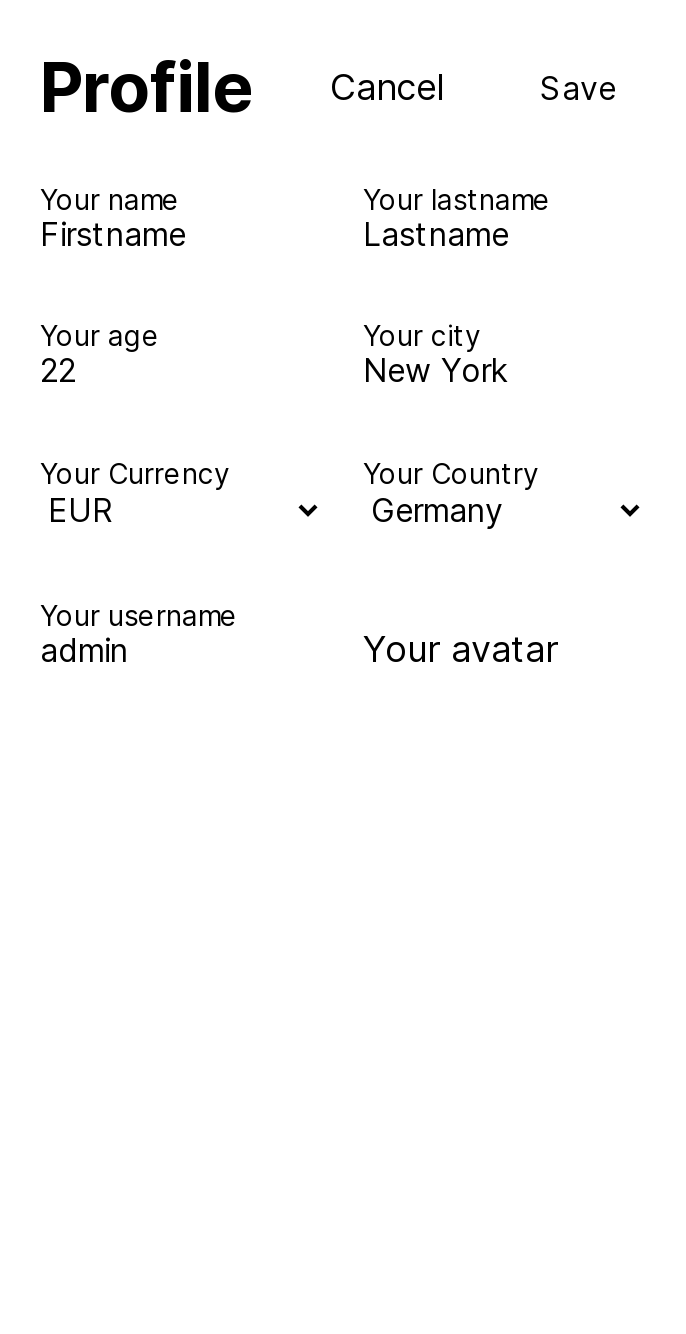 Profile Cancel Save
Your name Your lastname
Firstname Lastname
Your age Your city
22 New York
Your Currency Your Country
EUR Germany
Your username
admin Your avatar